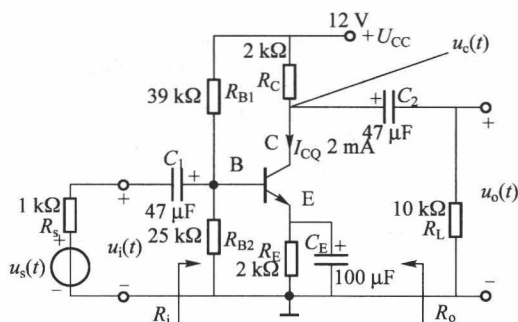 12 V
+ U_CC
2 kΩ
R_C
u_c(t)
39 kΩ
R_B1
+ C_2
47 μF
C
I_CQ 2 mA
+
C_1
+
B
47 μF
E
1 kΩ
R_s
+
+
u_i(t)
25 kΩ
R_B2
R_E
2 kΩ
C_E
+
100 μF
10 kΩ
R_L
u_o(t)
u_s(t)
−
−
−
R_i
R_o